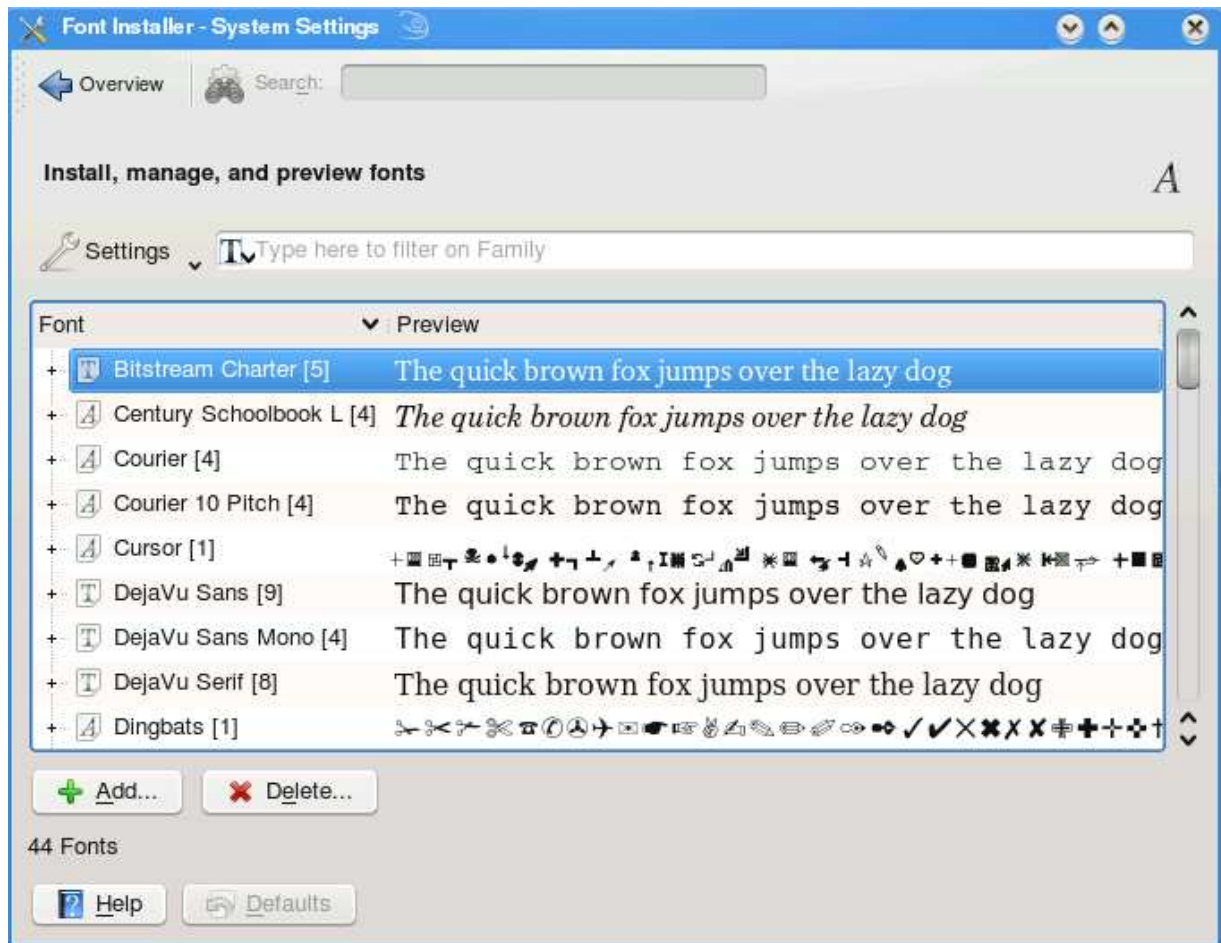 Font Installer - System Settings
Overview Search:
Install, manage, and preview fonts
A
Settings Type here to filter on Family
Font Preview
Bitstream Charter [5] The quick brown fox jumps over the lazy dog
Century Schoolbook L [4] The quick brown fox jumps over the lazy dog
Courier [4] The quick brown fox jumps over the lazy dog
Courier 10 Pitch [4] The quick brown fox jumps over the lazy dog
Cursor [1]
DejaVu Sans [9] The quick brown fox jumps over the lazy dog
DejaVu Sans Mono [4] The quick brown fox jumps over the lazy dog
DejaVu Serif [8] The quick brown fox jumps over the lazy dog
Dingbats [1]
Add... Delete...
44 Fonts
Help Defaults